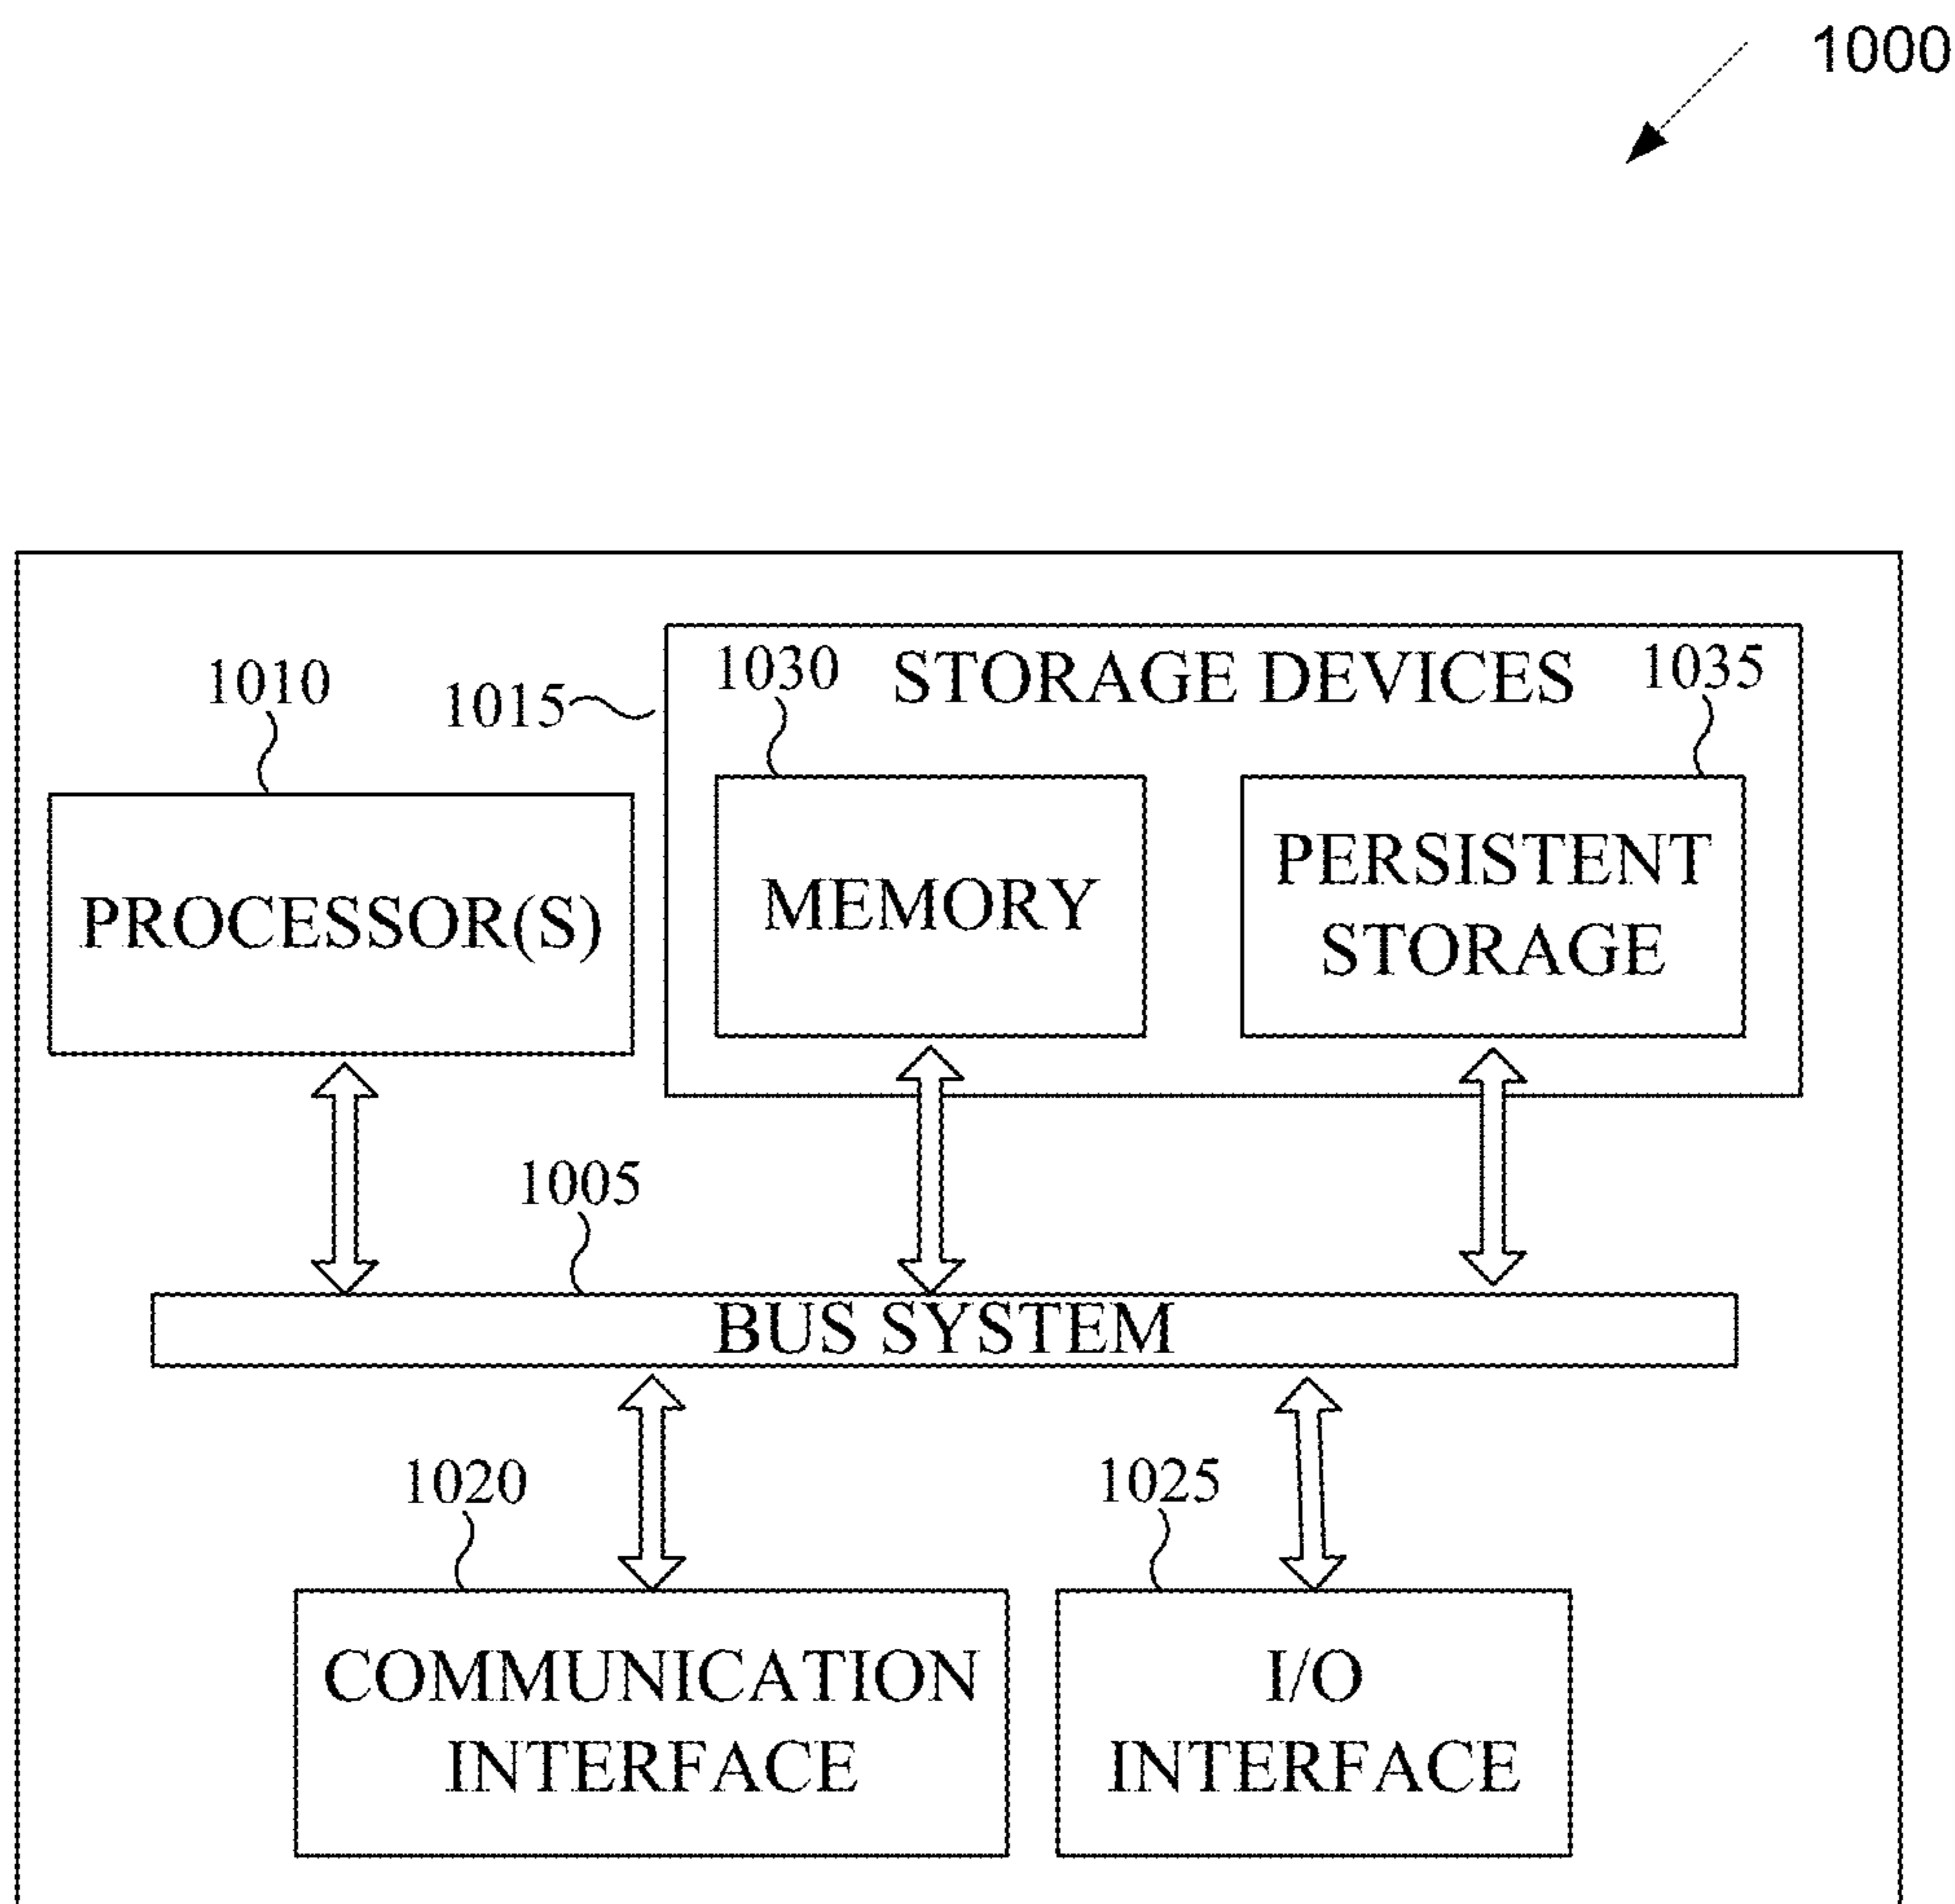 1000
1010
1015
1030
STORAGE DEVICES
1035
PROCESSOR(S)
MEMORY
PERSISTENT
STORAGE
1005
BUS SYSTEM
1020
1025
COMMUNICATION
INTERFACE
I/O
INTERFACE